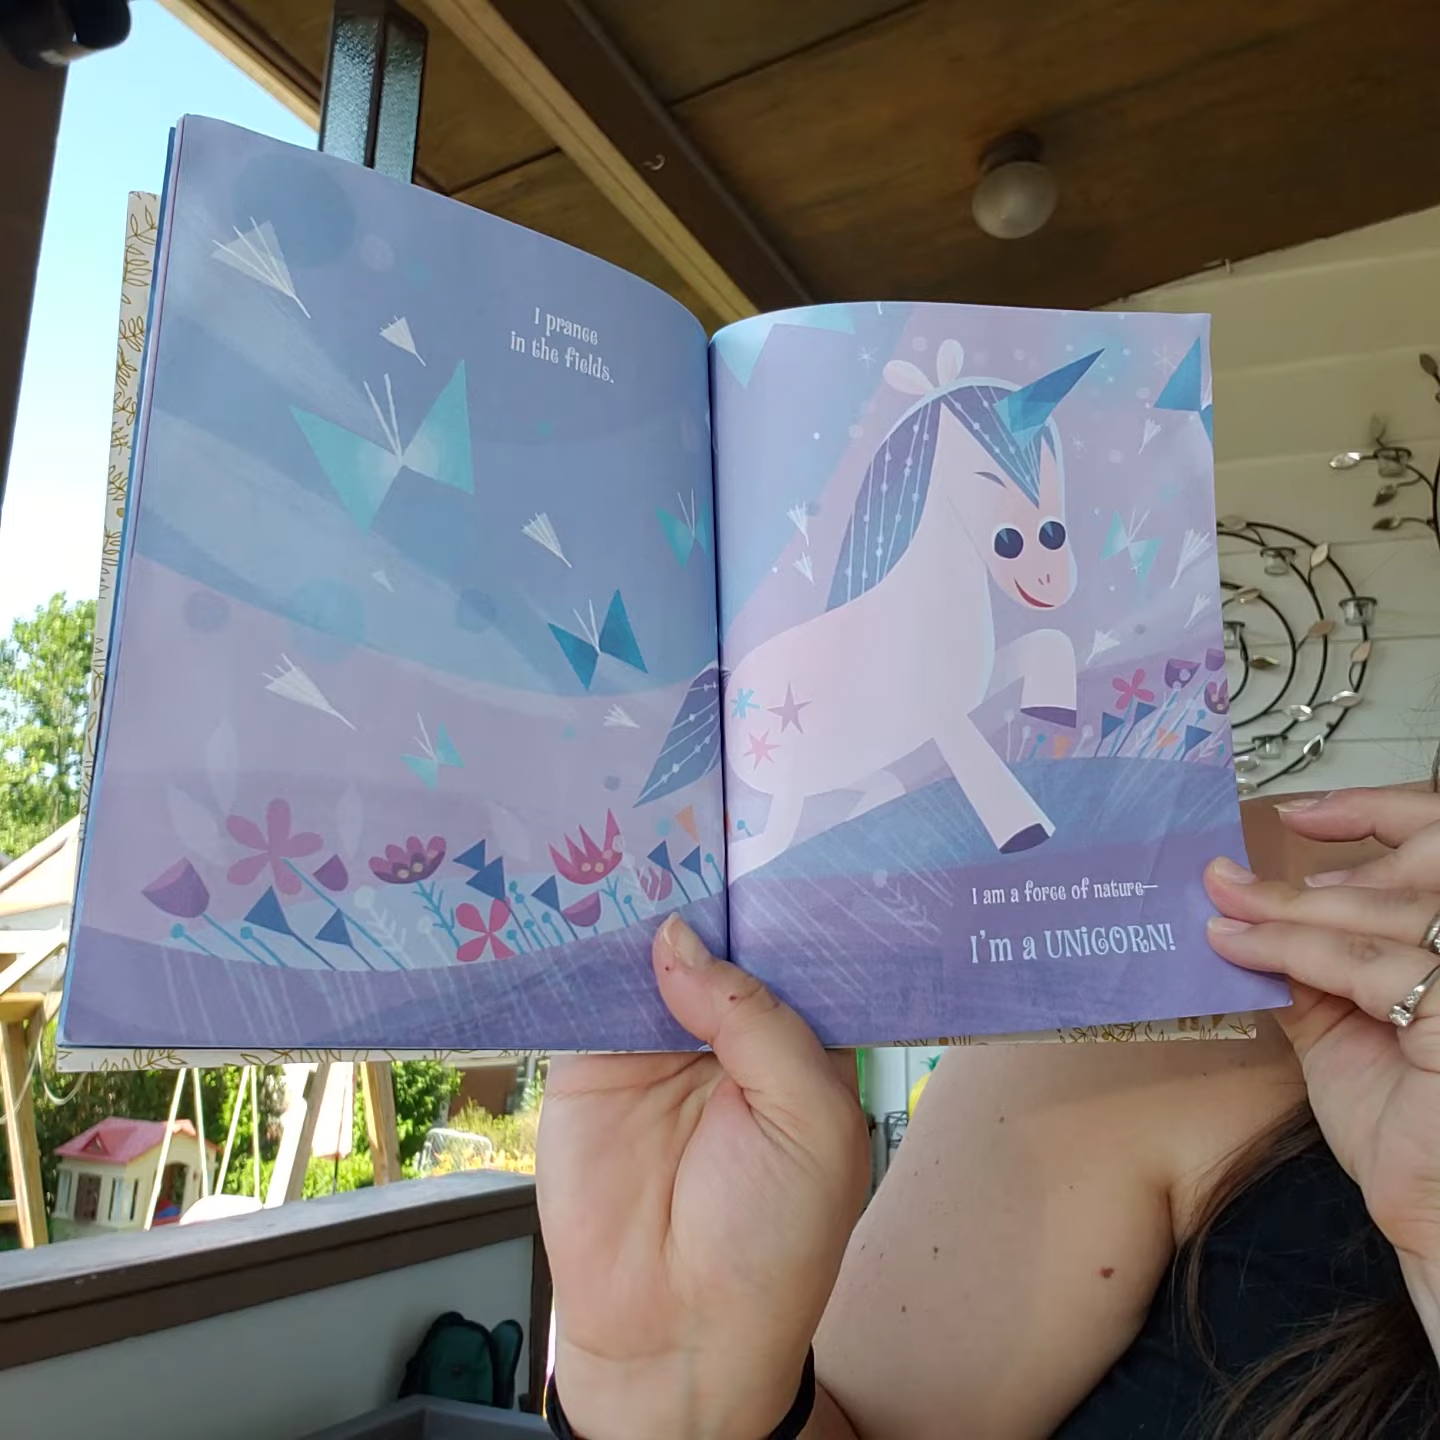 I prance
in the fields.
I am a force of nature—
I'm a UNiCORN!